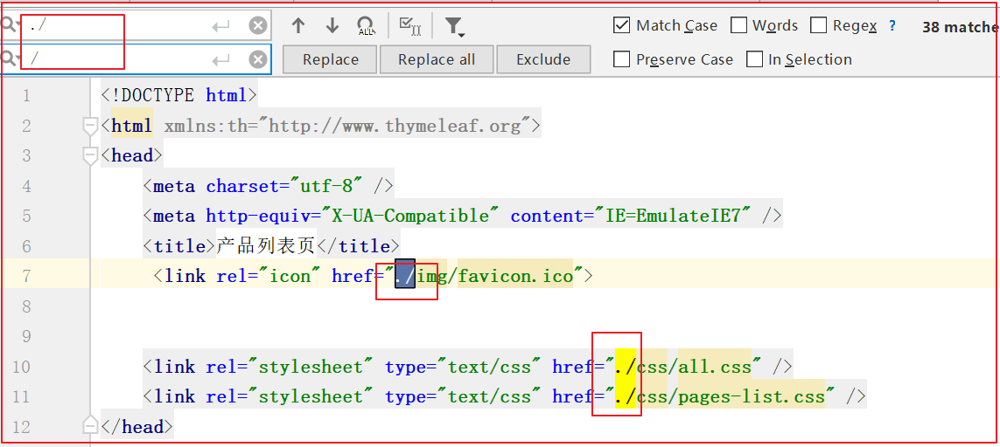 ./
ALL
Match Case
Words
Regex
?
38 matche
/
Replace
Replace all
Exclude
Preserve Case
In Selection
1 <!DOCTYPE html>
2 <html xmlns:th="http://www.thymeleaf.org">
3 <head>
4 <meta charset="utf-8" />
5 <meta http-equiv="X-UA-Compatible" content="IE=EmulateIE7" />
6 <title>产品列表页</title>
7 <link rel="icon" href="./img/favicon.ico">
8
9
10 <link rel="stylesheet" type="text/css" href="./css/all.css" />
11 <link rel="stylesheet" type="text/css" href="./css/pages-list.css" />
12 </head>